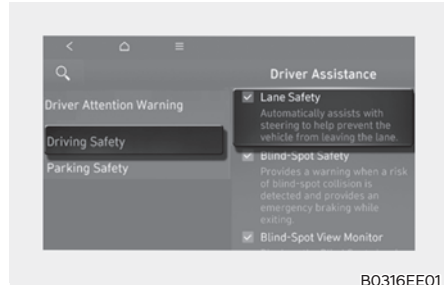 Driver Assistance
Driver Attention Warning
Driving Safety
Parking Safety
Lane Safety
Automatically assists with
steering to help prevent the
vehicle from leaving the lane.
Blind-Spot Safety
Provides a warning when a risk
of blind-spot collision is
detected and provides an
emergency braking while
exiting.
Blind-Spot View Monitor
B0316EE01